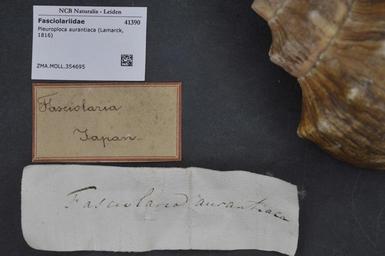 NCB Naturalis - Leiden
Fasciolariidae 41390
Pleuroploca aurantiaca (Lamarck,
1816)
ZMA.MOLL.354695
Fasciolaria
Japan
Fasciolaria aurantiaca